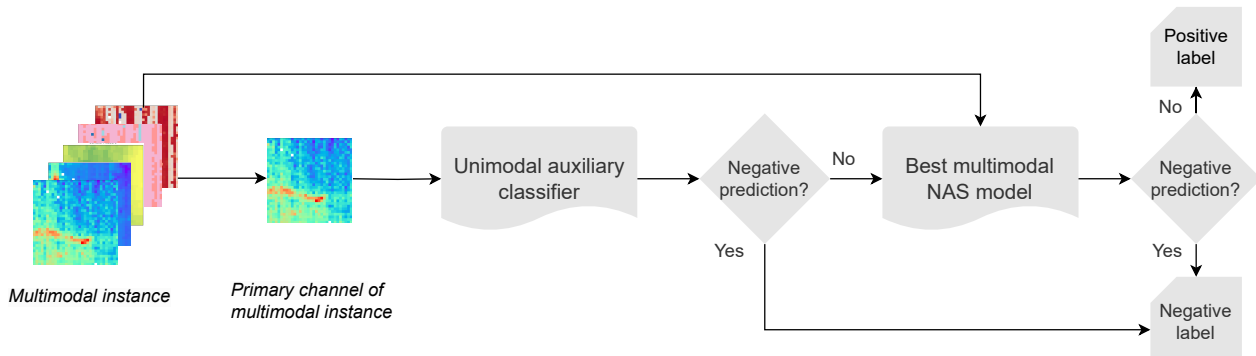 Multimodal instance
Primary channel of
multimodal instance
Unimodal auxiliary
classifier
Negative
prediction?
No
Yes
Best multimodal
NAS model
Negative
prediction?
No
Yes
Positive
label
Negative
label